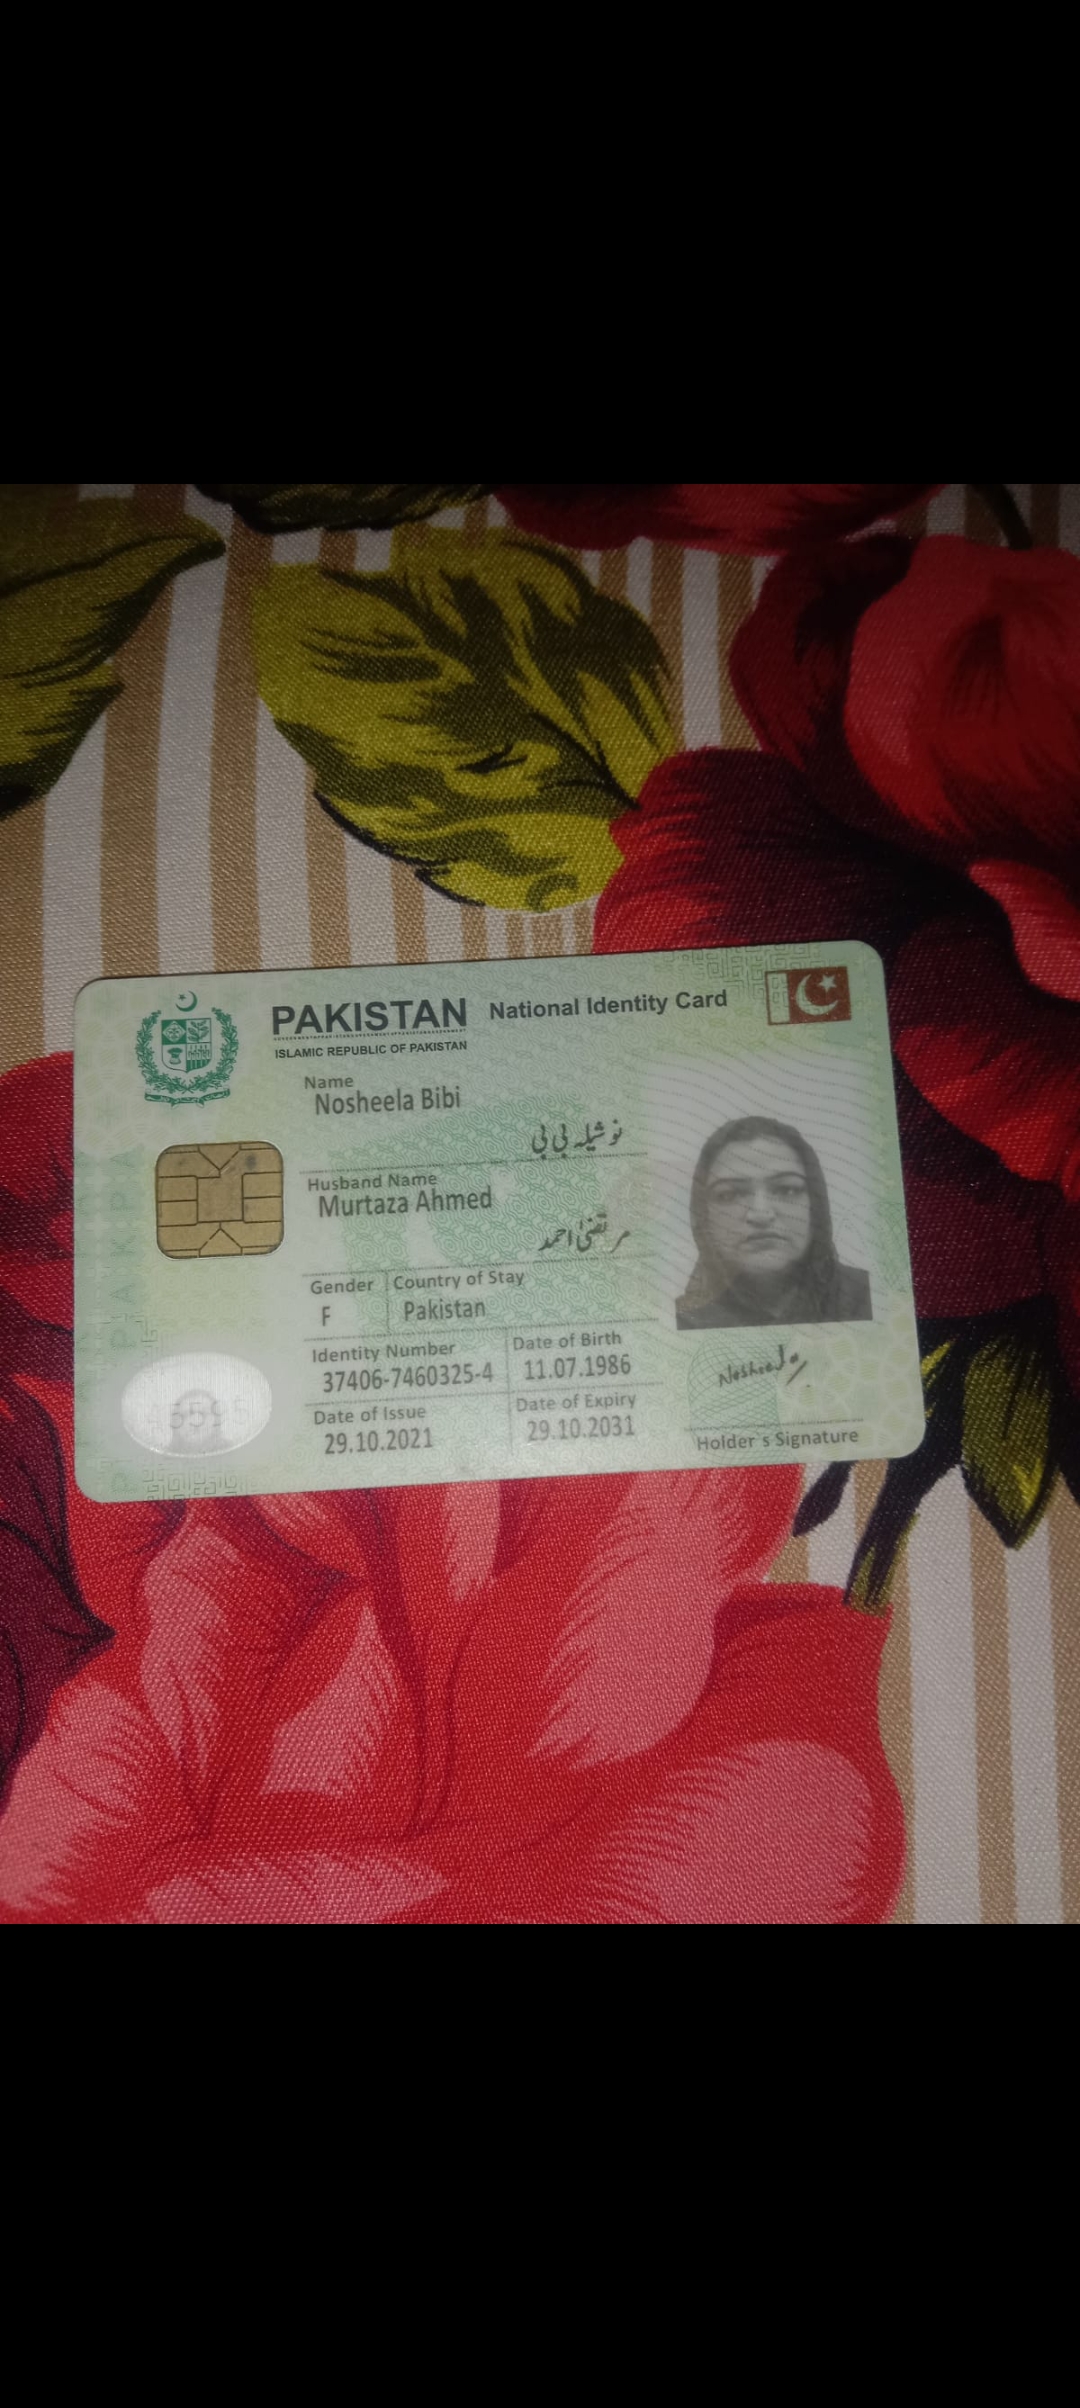 PAKISTAN National Identity Card
ISLAMIC REPUBLIC OF PAKISTAN
Name
Nosheela Bibi
نوشیلہ بی بی
Husband Name
Murtaza Ahmed
مرتضیٰ احمد
Gender Country of Stay
F Pakistan
Identity Number Date of Birth
37406-7460325-4 11.07.1986
Date of Issue Date of Expiry
29.10.2021 29.10.2031
Holder's Signature